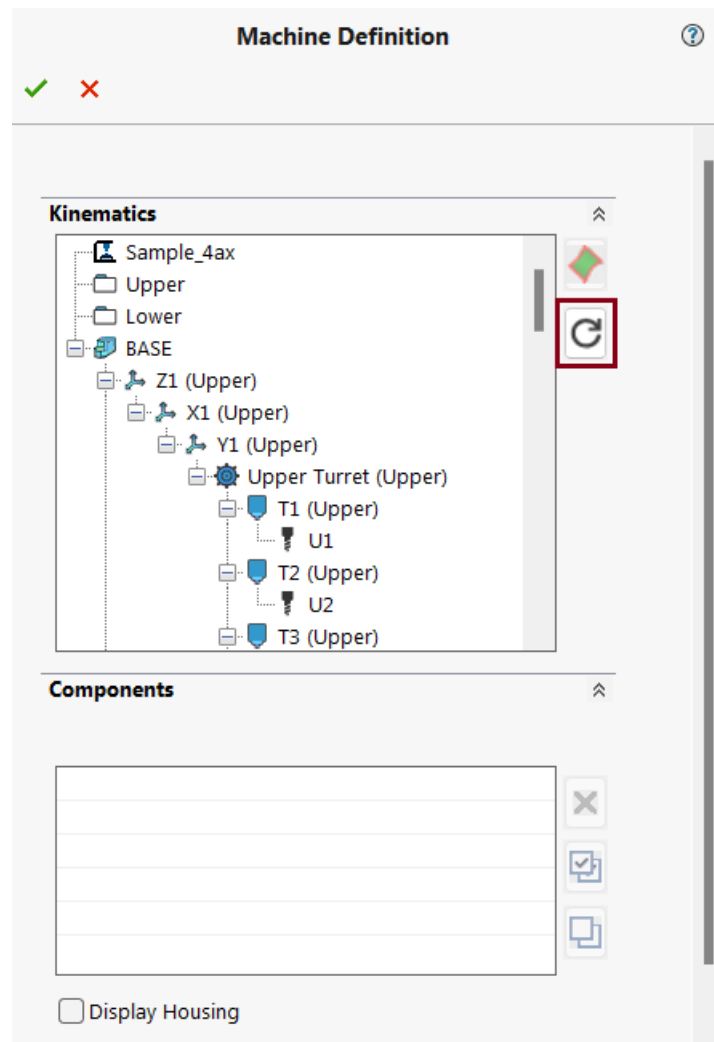 Machine Definition
Kinematics
Sample_4ax
Upper
Lower
BASE
Z1 (Upper)
X1 (Upper)
Y1 (Upper)
Upper Turret (Upper)
T1 (Upper)
U1
T2 (Upper)
U2
T3 (Upper)
Components
Display Housing